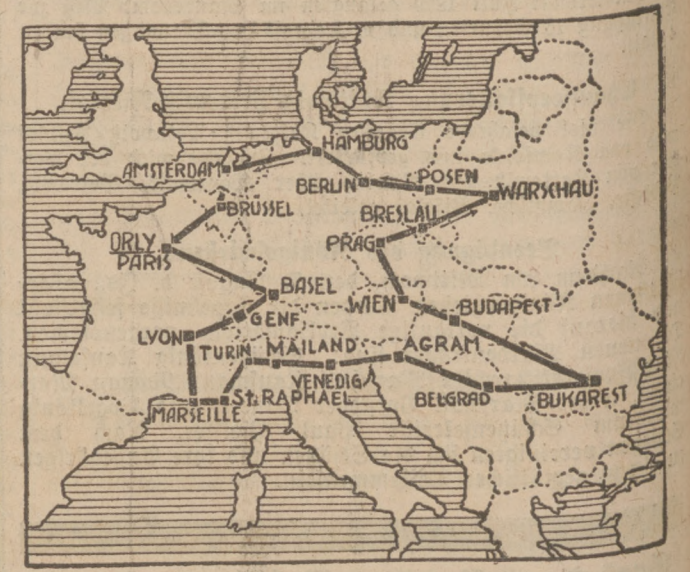 HAMBURG
AMSTERDAM
BERLIN
POSEN
WARSCHAU
BRÜSSEL
BRESLAU
ORLY
PARIS
PRAG
BASEL
WIEN
BUDAPEST
GENF
LYON
TURIN
MAILAND
AGRAM
VENEDIG
St. RAPHAEL
BELGRAD
BUKAREST
MARSEILLE